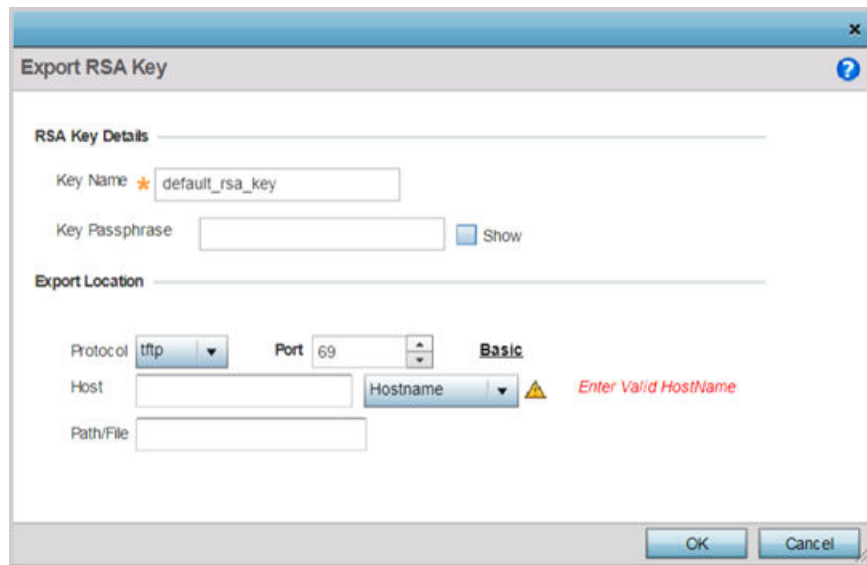 Export RSA Key
RSA Key Details
Key Name * default_rsa_key
Key Passphrase Show
Export Location
Protocol tftp Port 69 Basic
Host Hostname Enter Valid HostName
Path/File
OK Cancel